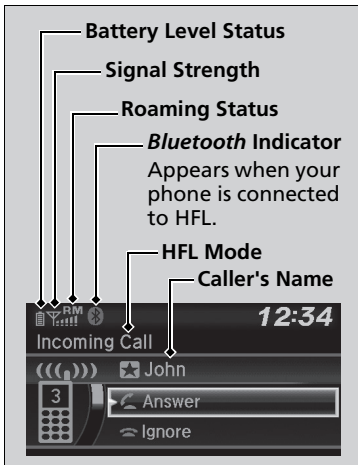 Battery Level Status
Signal Strength
Roaming Status
Bluetooth Indicator
Appears when your
phone is connected
to HFL.
HFL Mode
Caller's Name
RM 12:34
Incoming Call
John
3
Answer
Ignore